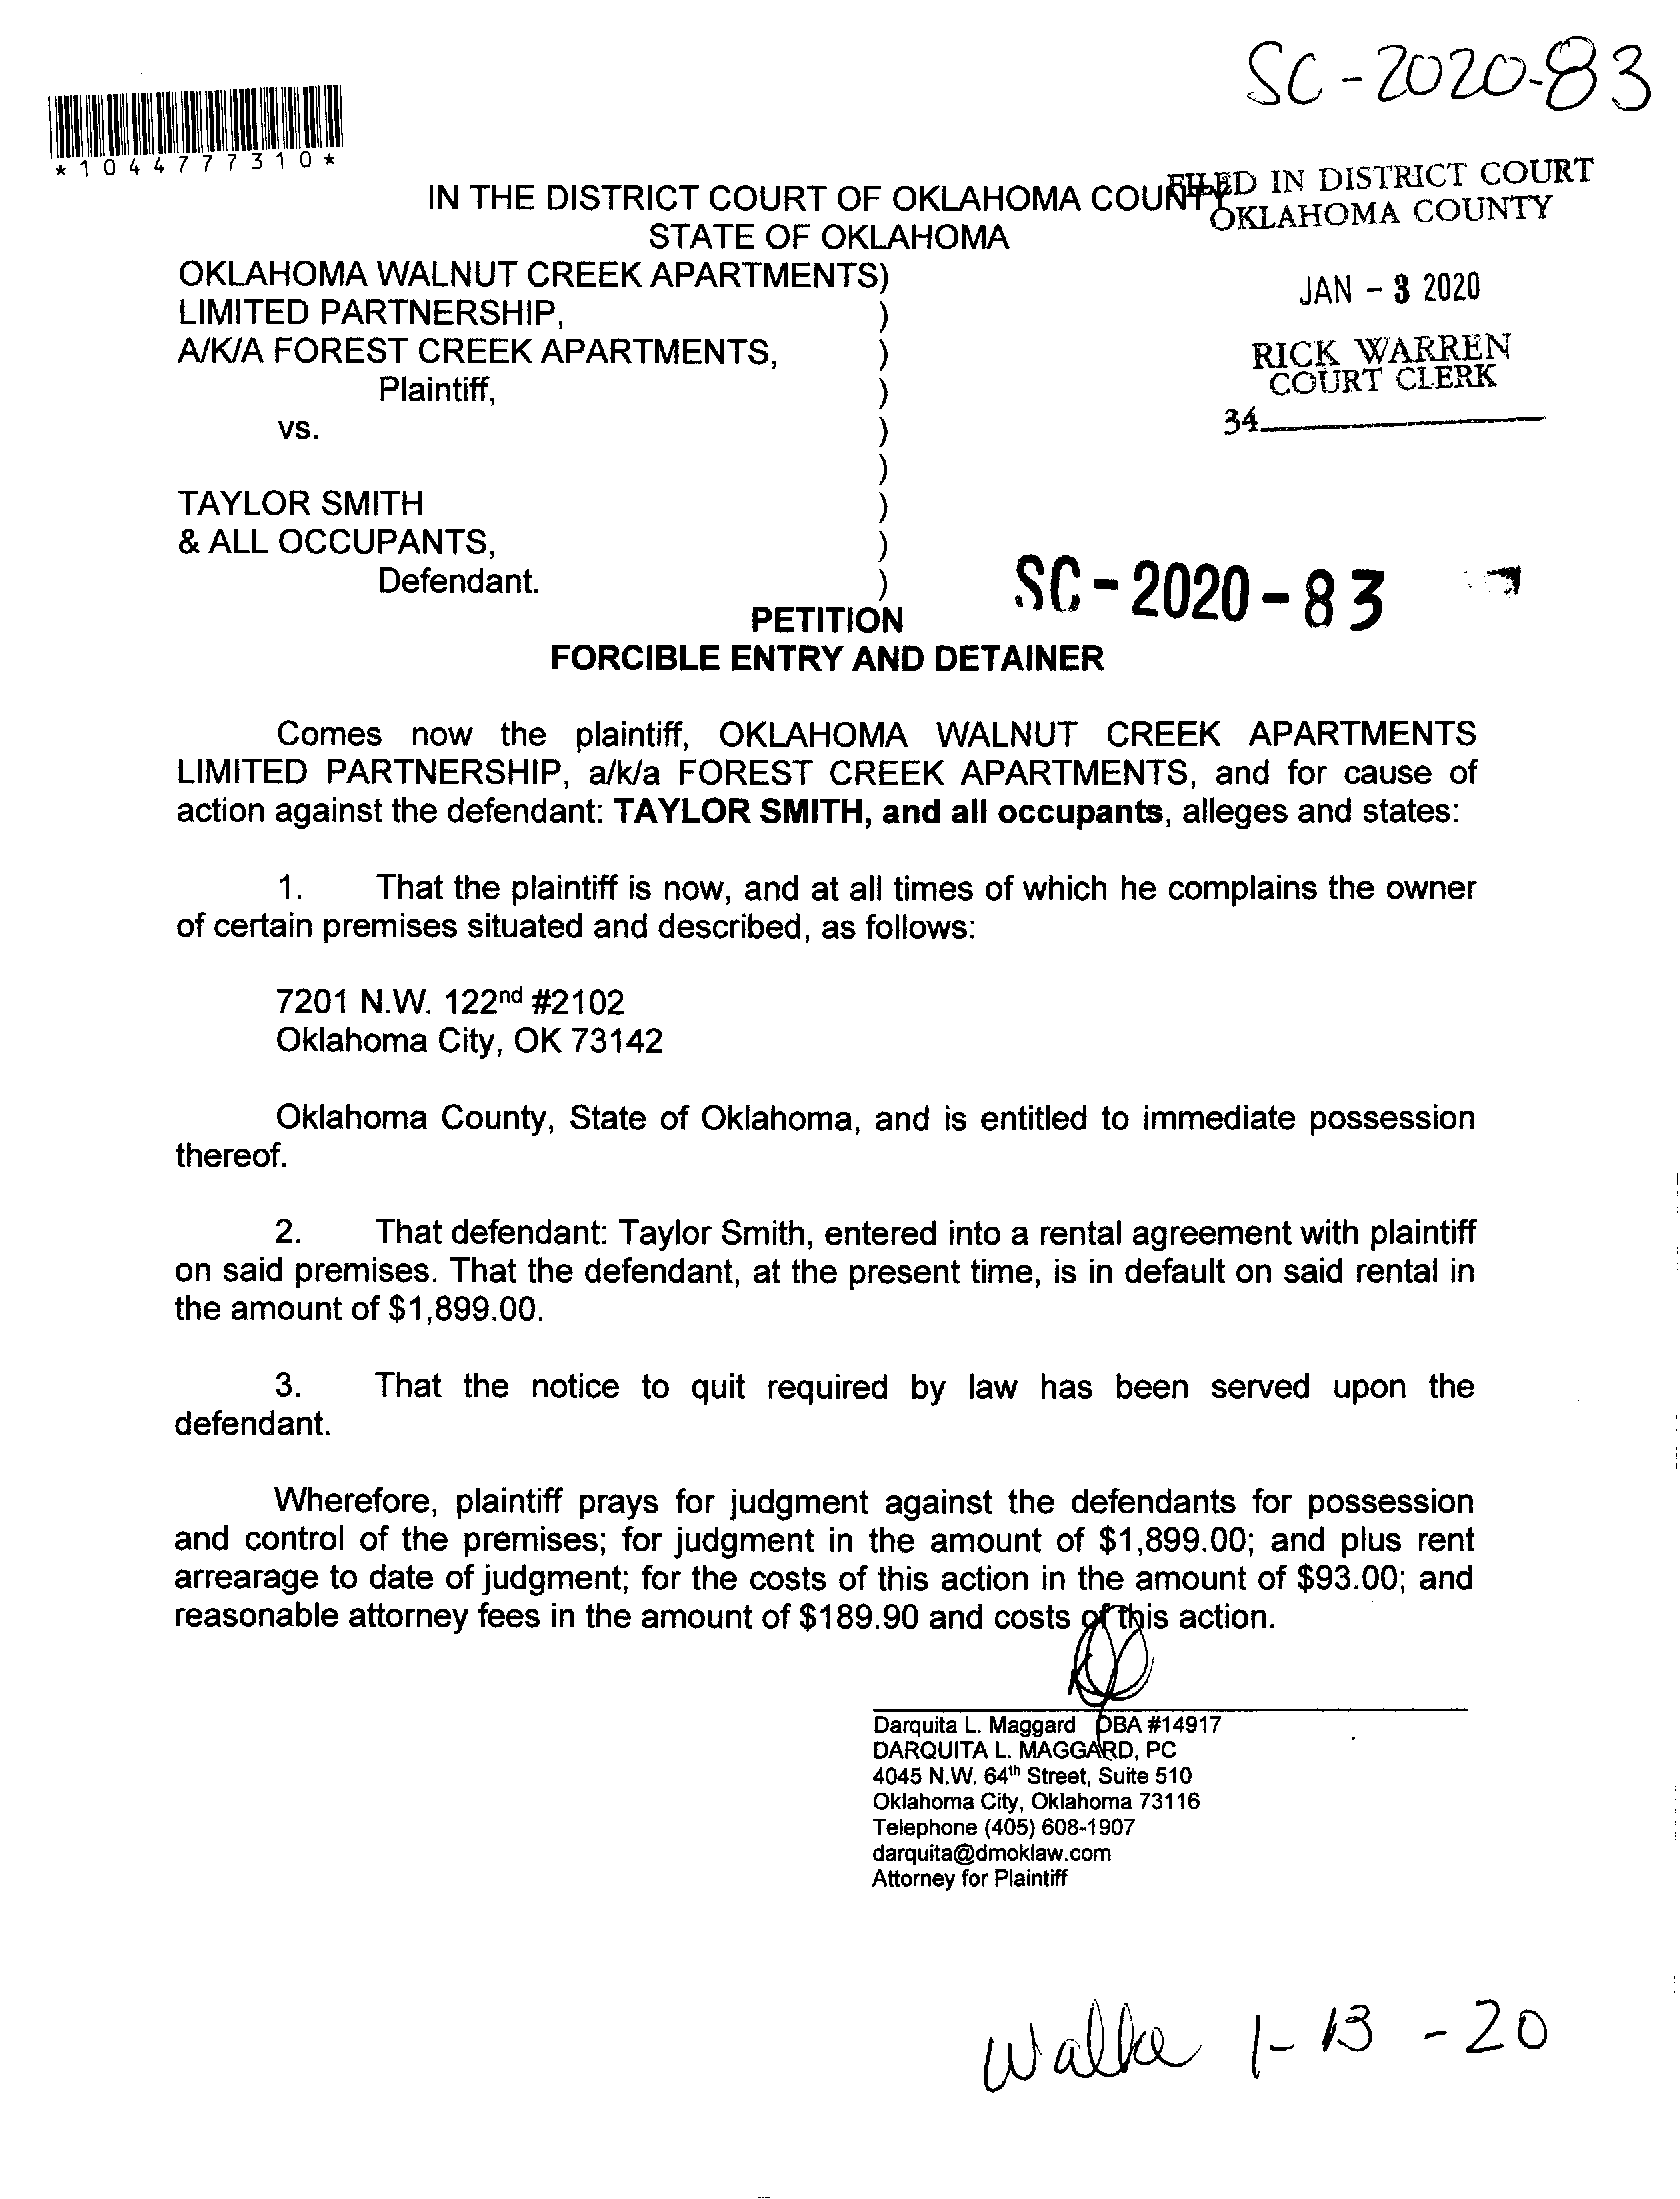 SC-2020-83
*1044777310*
FILED IN DISTRICT COURT
IN THE DISTRICT COURT OF OKLAHOMA COUNTY
OKLAHOMA COUNTY
STATE OF OKLAHOMA
OKLAHOMA WALNUT CREEK APARTMENTS)
JAN - 3 2020
LIMITED PARTNERSHIP, )
A/K/A FOREST CREEK APARTMENTS, )
RICK WARREN
COURT CLERK
Plaintiff, )
34
vs. )
)
TAYLOR SMITH )
& ALL OCCUPANTS, )
Defendant. )
SC-2020-83
PETITION
FORCIBLE ENTRY AND DETAINER
Comes now the plaintiff, OKLAHOMA WALNUT CREEK APARTMENTS
LIMITED PARTNERSHIP, a/k/a FOREST CREEK APARTMENTS, and for cause of
action against the defendant: TAYLOR SMITH, and all occupants, alleges and states:
1. That the plaintiff is now, and at all times of which he complains the owner
of certain premises situated and described, as follows:
7201 N.W. 122nd #2102
Oklahoma City, OK 73142
Oklahoma County, State of Oklahoma, and is entitled to immediate possession
thereof.
2. That defendant: Taylor Smith, entered into a rental agreement with plaintiff
on said premises. That the defendant, at the present time, is in default on said rental in
the amount of $1,899.00.
3. That the notice to quit required by law has been served upon the
defendant.
Wherefore, plaintiff prays for judgment against the defendants for possession
and control of the premises; for judgment in the amount of $1,899.00; and plus rent
arrearage to date of judgment; for the costs of this action in the amount of $93.00; and
reasonable attorney fees in the amount of $189.90 and costs of this action.
Darquita L. Maggard OBA #14917
DARQUITA L. MAGGARD, PC
4045 N.W. 64th Street, Suite 510
Oklahoma City, Oklahoma 73116
Telephone (405) 608-1907
darquita@dmoklaw.com
Attorney for Plaintiff
1-13-20